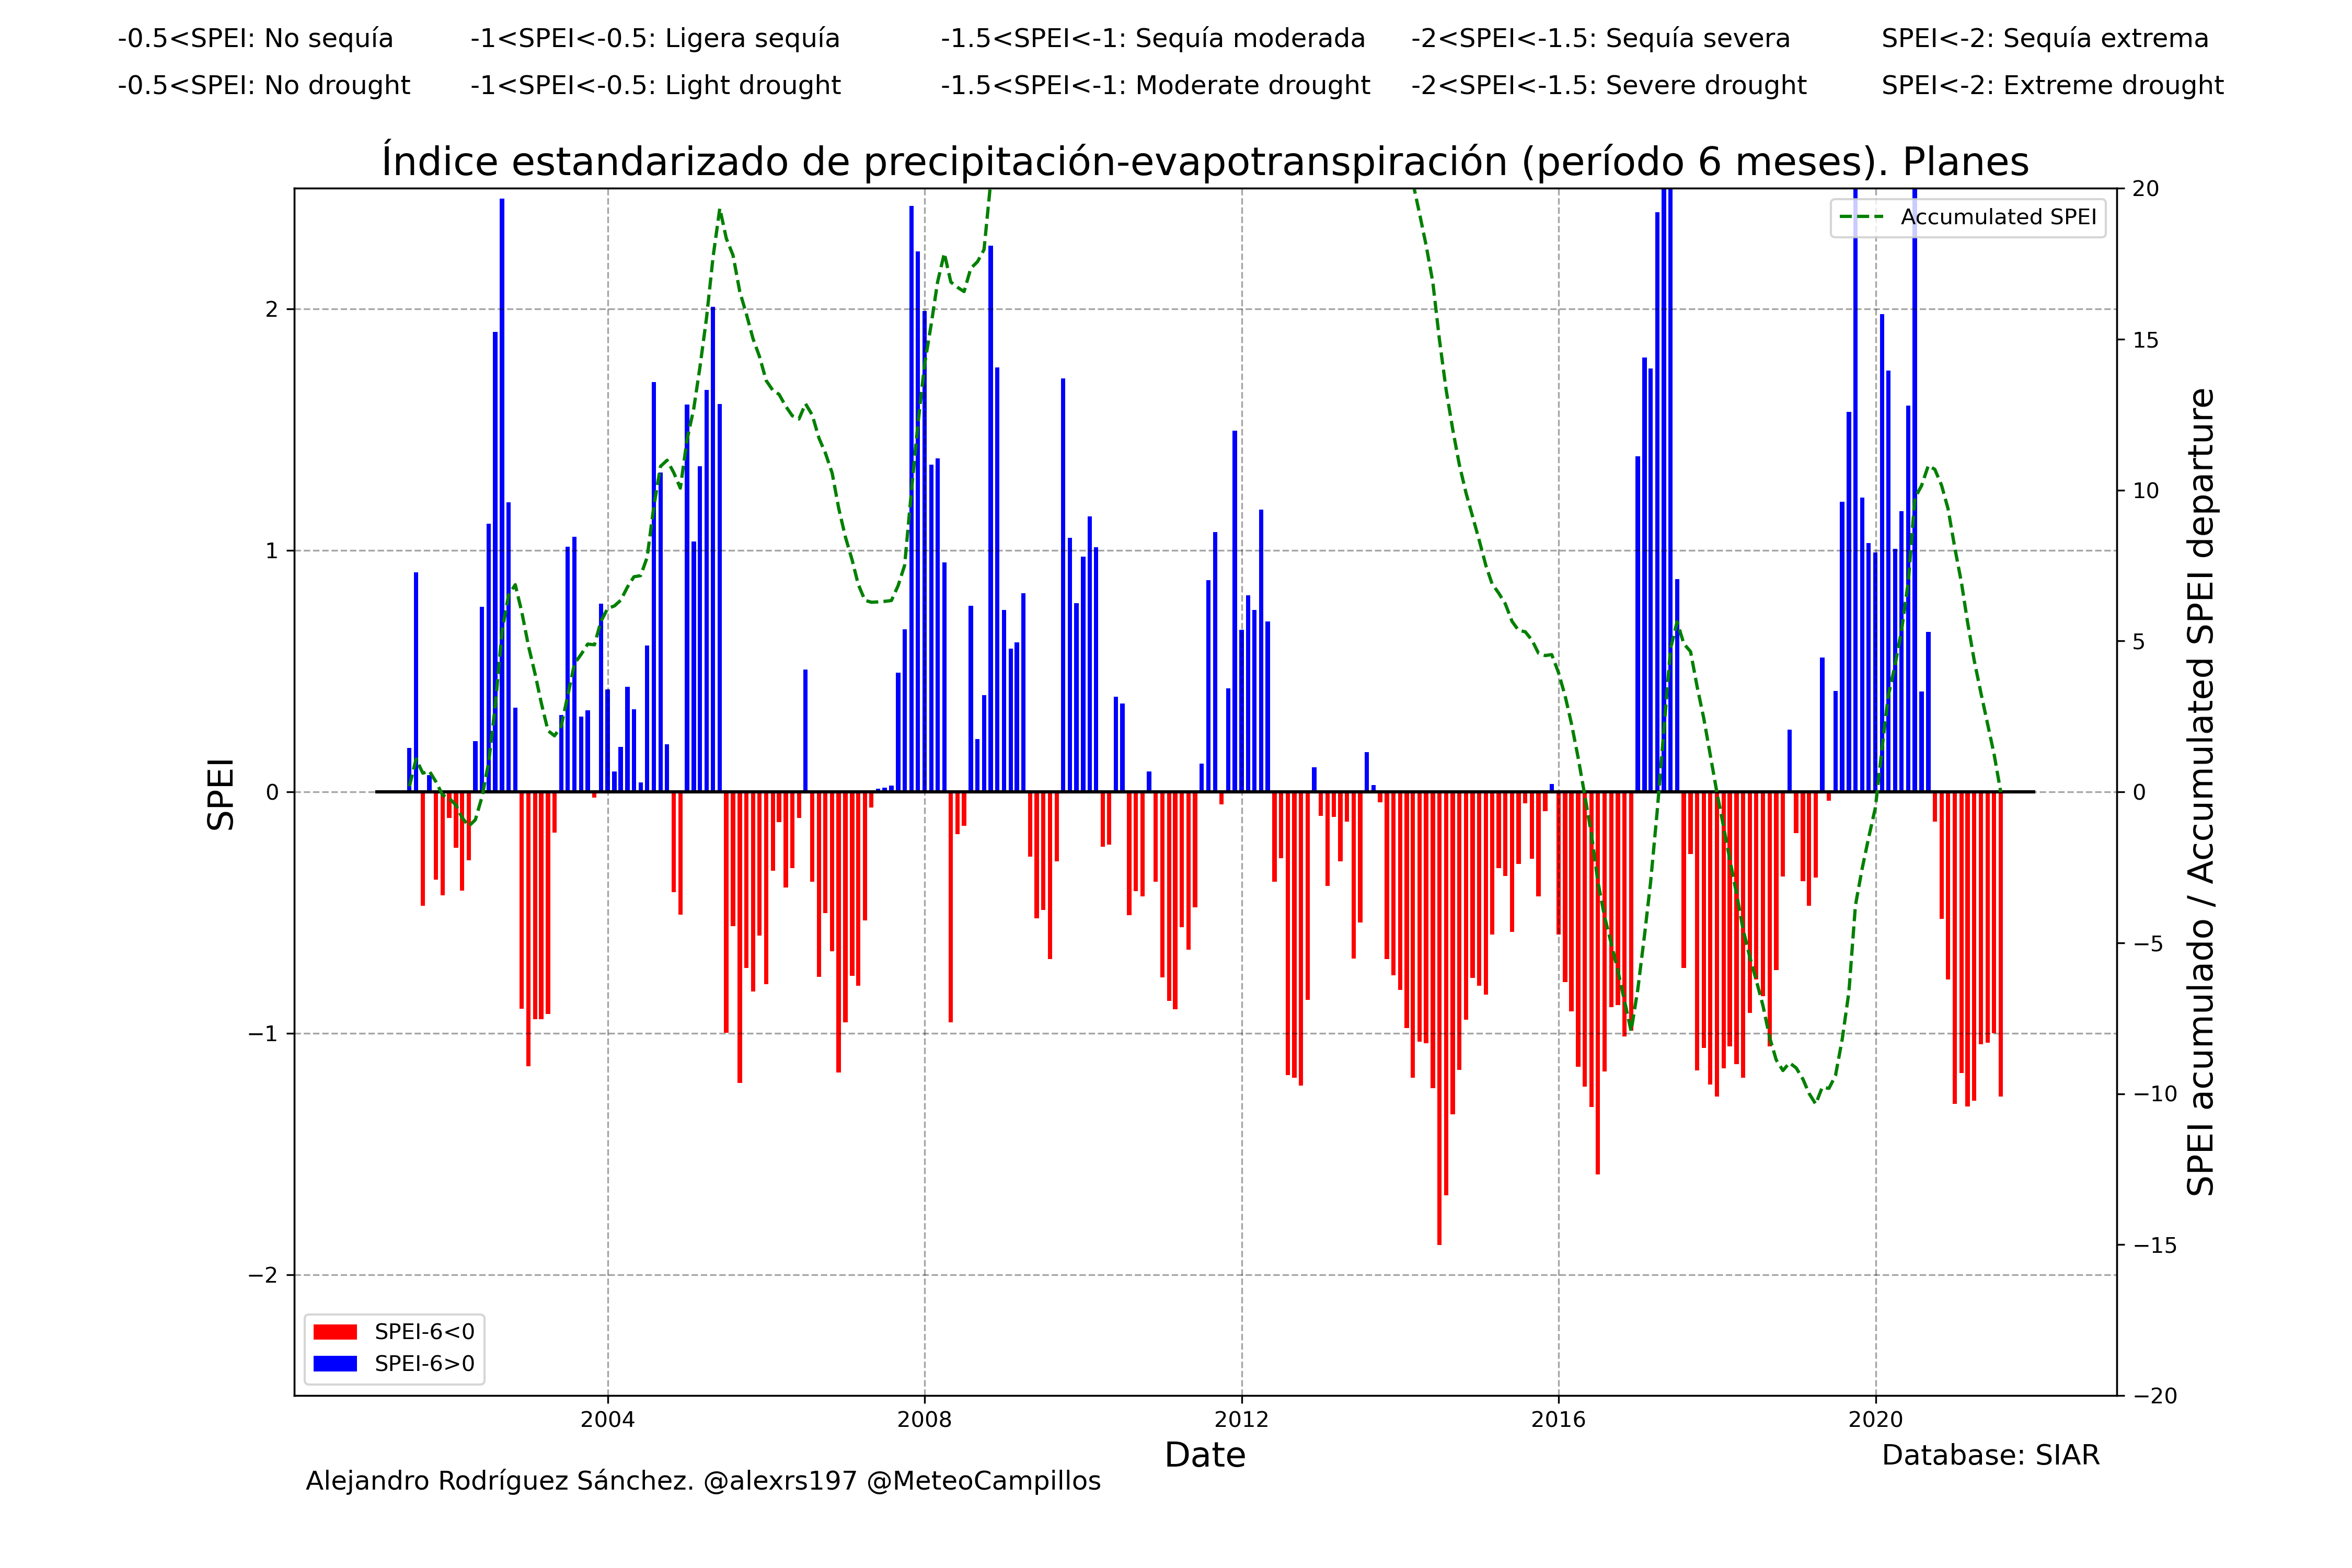 -0.5<SPEI: No sequía -1<SPEI<-0.5: Ligera sequía -1.5<SPEI<-1: Sequía moderada -2<SPEI<-1.5: Sequía severa SPEI<-2: Sequía extrema
-0.5<SPEI: No drought -1<SPEI<-0.5: Light drought -1.5<SPEI<-1: Moderate drought -2<SPEI<-1.5: Severe drought SPEI<-2: Extreme drought
Índice estandarizado de precipitación-evapotranspiración (período 6 meses). Planes
Accumulated SPEI
SPEI
2
1
0
−1
−2
20
15
10
5
0
−5
−10
−15
−20
SPEI acumulado / Accumulated SPEI departure
SPEI-6<0
SPEI-6>0
2004 2008 2012 2016 2020
Date
Database: SIAR
Alejandro Rodríguez Sánchez. @alexrs197 @MeteoCampillos